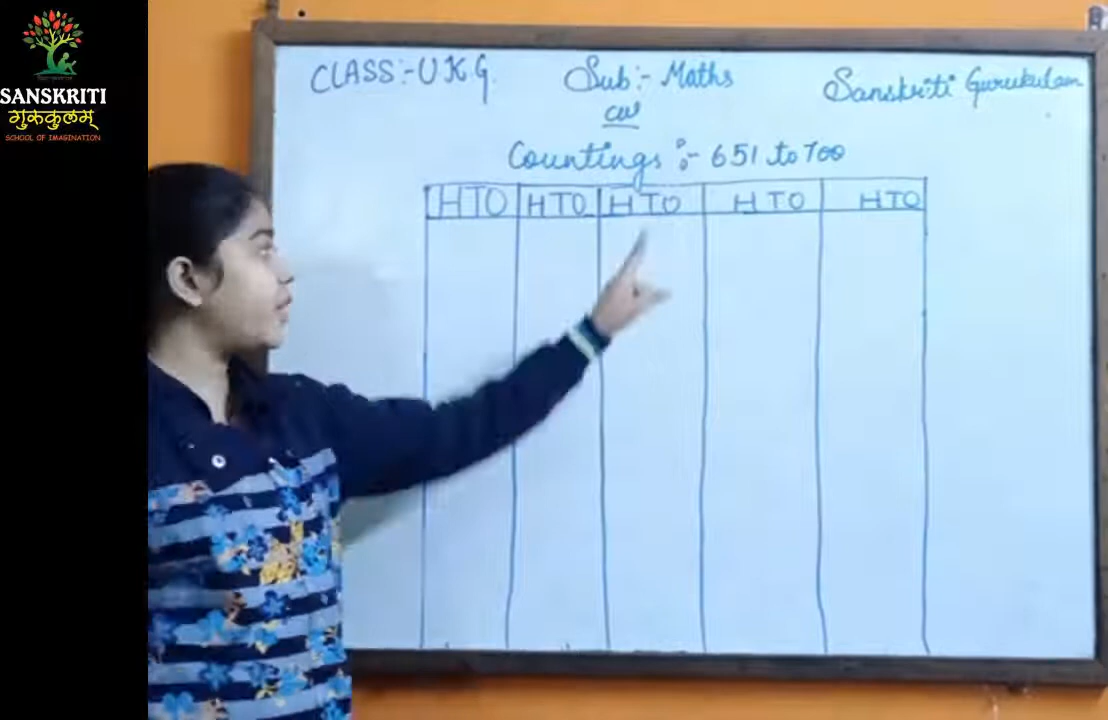 SANSKRITI
गुरुकुलम्
SCHOOL OF IMAGINATION
CLASS:- U.K.G. Sub:- Maths Sanskriti Gurukulam
CW
Countings :- 651 to 700
HTO HTO HTO HTO HTO